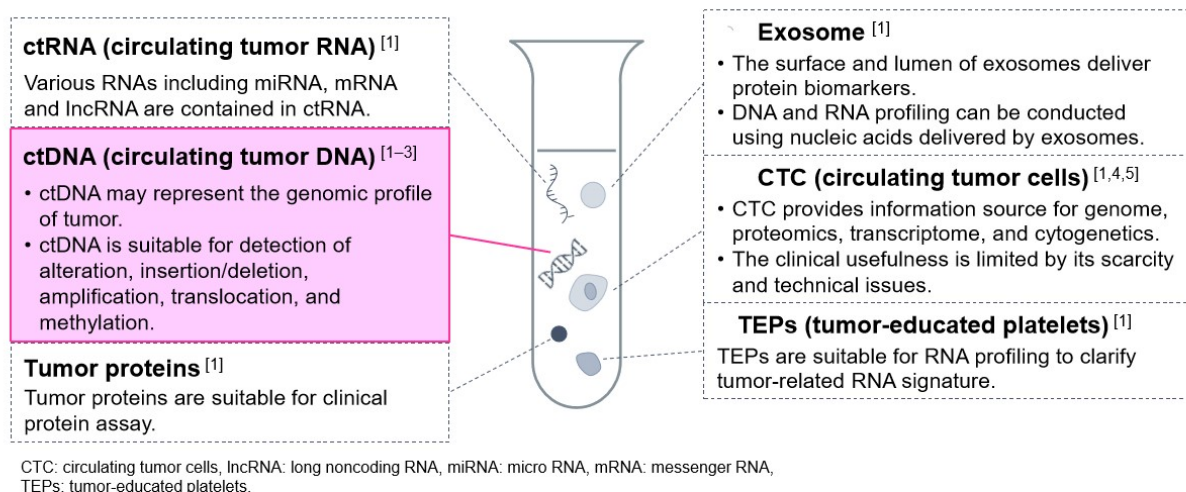 ctRNA (circulating tumor RNA) [1]
Various RNAs including miRNA, mRNA
and lncRNA are contained in ctRNA.
ctDNA (circulating tumor DNA) [1–3]
• ctDNA may represent the genomic profile
of tumor.
• ctDNA is suitable for detection of
alteration, insertion/deletion,
amplification, translocation, and
methylation.
Tumor proteins [1]
Tumor proteins are suitable for clinical
protein assay.
Exosome [1]
• The surface and lumen of exosomes deliver
protein biomarkers.
• DNA and RNA profiling can be conducted
using nucleic acids delivered by exosomes.
CTC (circulating tumor cells) [1,4,5]
• CTC provides information source for genome,
proteomics, transcriptome, and cytogenetics.
• The clinical usefulness is limited by its scarcity
and technical issues.
TEPs (tumor-educated platelets) [1]
TEPs are suitable for RNA profiling to clarify
tumor-related RNA signature.
CTC: circulating tumor cells, lncRNA: long noncoding RNA, miRNA: micro RNA, mRNA: messenger RNA,
TEPs: tumor-educated platelets.